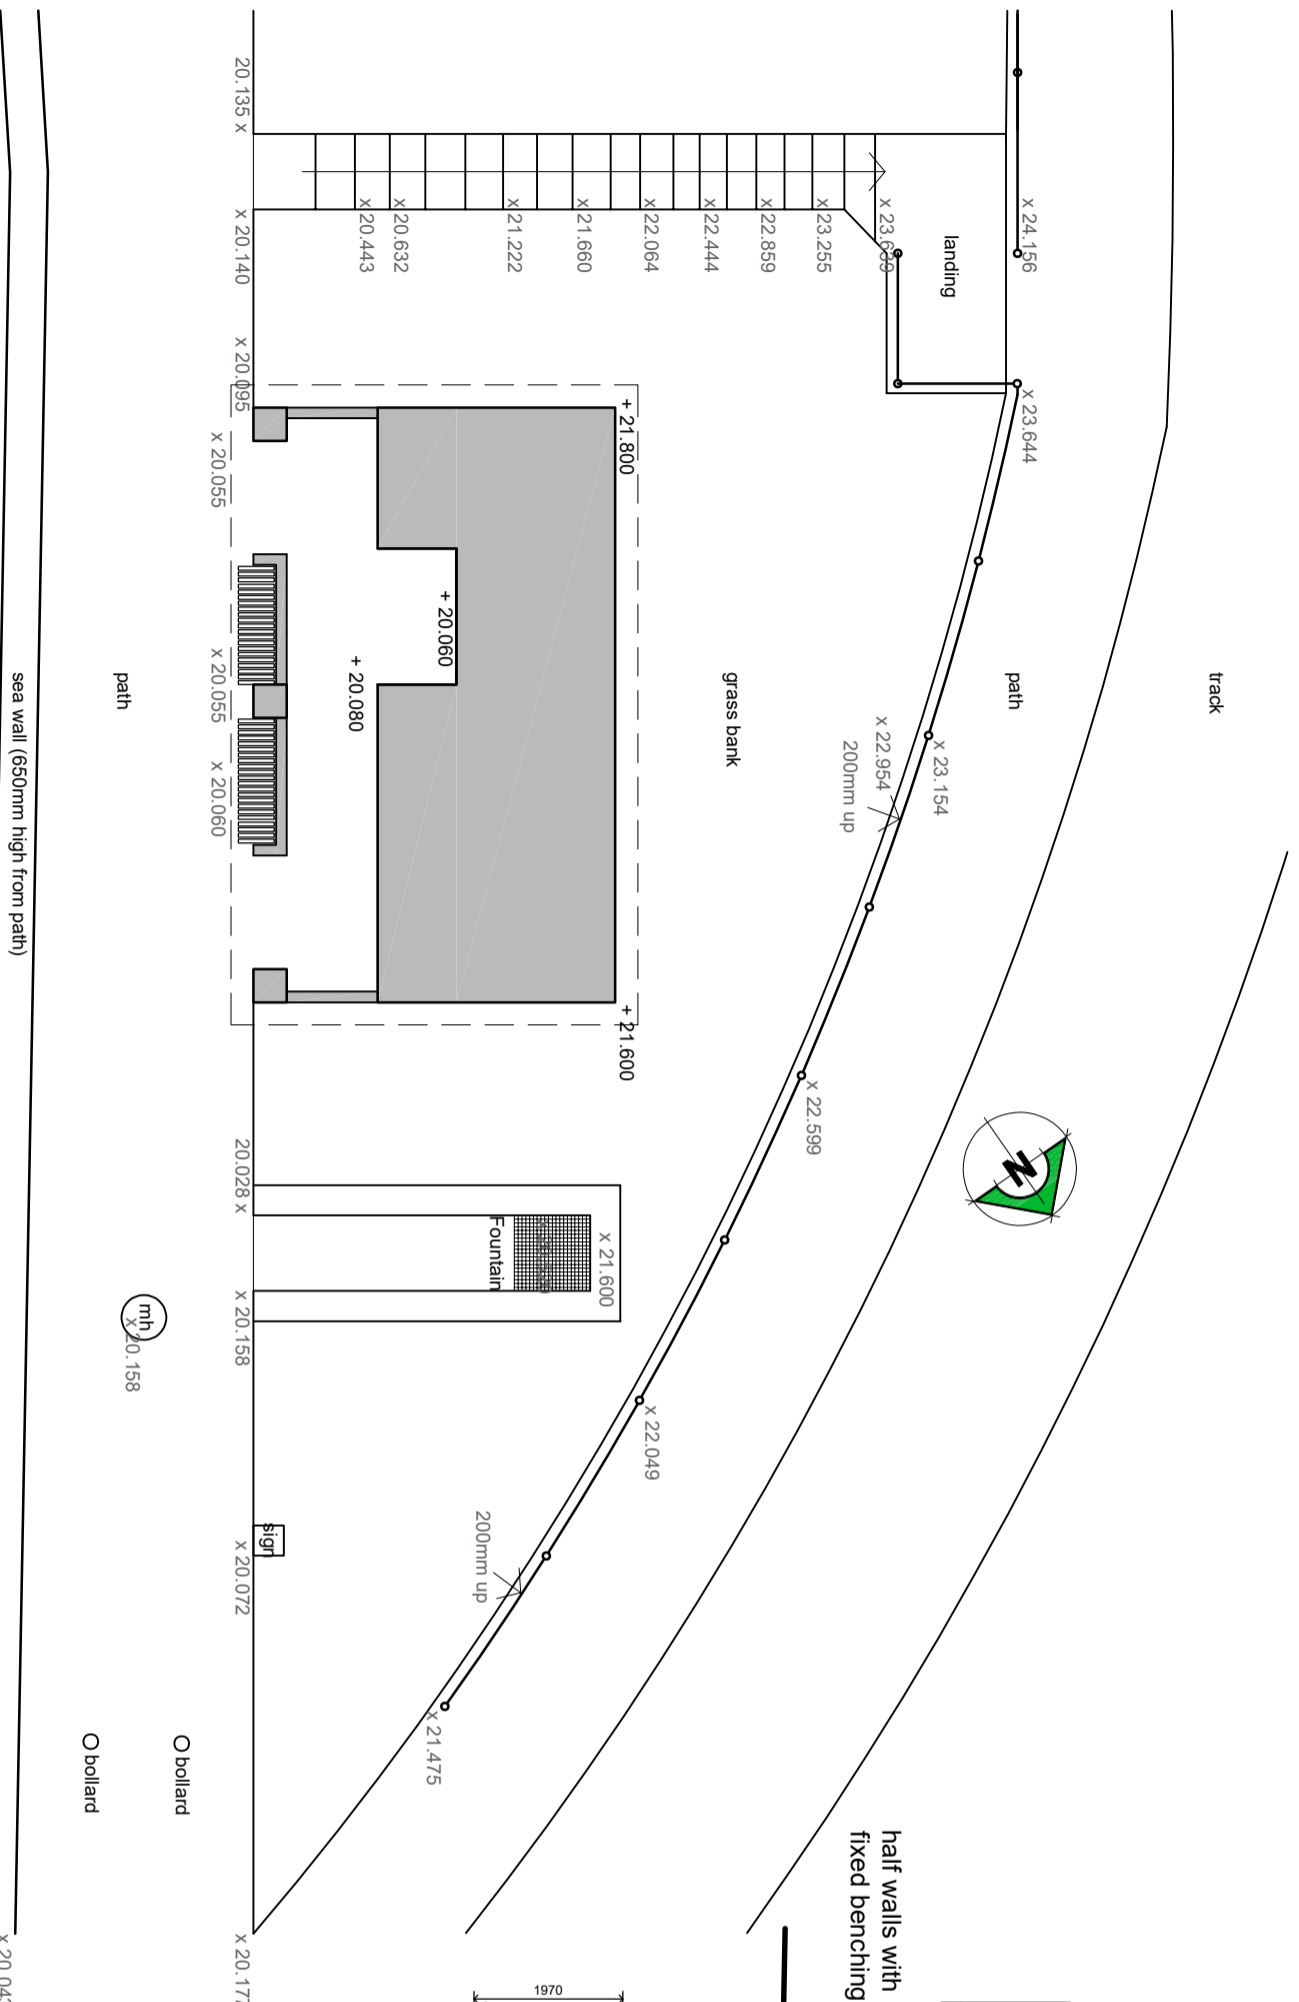 20.135 x
x 20.140
x 20.443
x 20.632
x 21.222
x 21.660
x 22.064
x 22.444
x 22.859
x 23.255
landing
x 24.156
x 20.095
x 20.055
+ 21.800
x 23.644
+ 20.060
+ 20.080
x 20.055
x 20.060
grass bank
path
track
path
sea wall (650mm high from path)
x 23.154
x 22.954
200mm up
+ 21.600
x 22.599
N
20.028 x
Fountain
x 21.600
x 20.158
mh
x 20.158
x 22.049
sign
x 20.072
200mm up
x 21.475
bollard
bollard
half walls with
fixed benching
1970